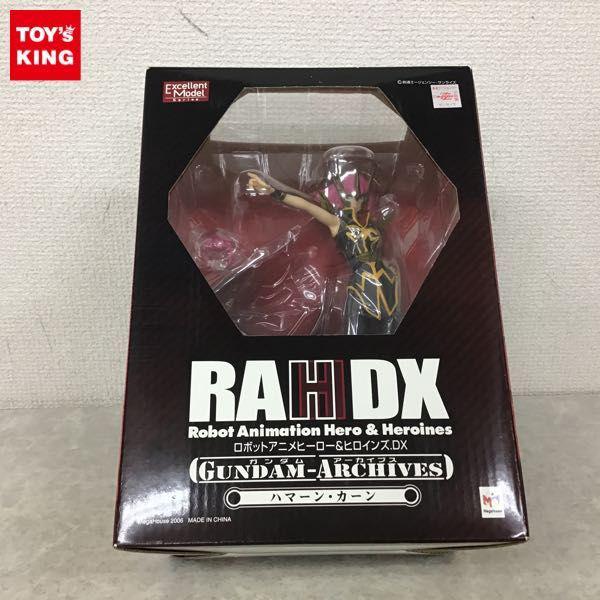 TOY'S
KING
Excellent
Model
Series
©創通エージェンシー・サンライズ
RAHDX
Robot Animation Hero & Heroines
ロボットアニメヒーロー&ヒロインズ.DX
ガンダム アーカイブス
GUNDAM-ARCHIVES
ハマーン・カーン
MegaHouse 2006 MADE IN CHINA
MegaHouse